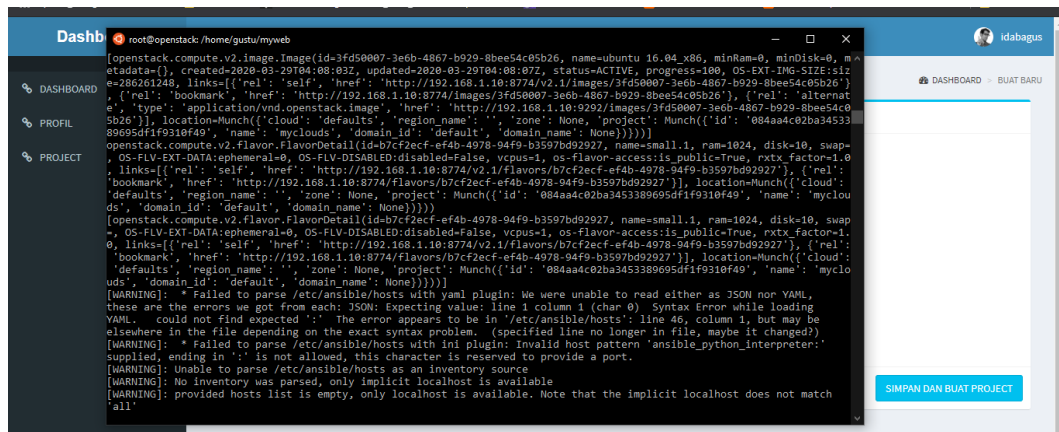 Dashb
root@openstack: /home/gustu/myweb
idabagus
DASHBOARD
PROFIL
PROJECT
DASHBOARD > BUAT BARU
[openstack.compute.v2.image.Image(id=3fd50007-3e6b-4867-b929-8bee54c05b26, name=ubuntu 16.04_x86, minRam=0, minDisk=0, m
etadata={}, created=2020-03-29T04:08:03Z, updated=2020-03-29T04:08:07Z, status=ACTIVE, progress=100, OS-EXT-IMG-SIZE:siz
e=286261248, links=[{'rel': 'self', 'href': 'http://192.168.1.10:8774/v2.1/images/3fd50007-3e6b-4867-b929-8bee54c05b26'}
, {'rel': 'bookmark', 'href': 'http://192.168.1.10:8774/images/3fd50007-3e6b-4867-b929-8bee54c05b26'}, {'rel': 'alternat
e', 'type': 'application/vnd.openstack.image', 'href': 'http://192.168.1.10:9292/images/3fd50007-3e6b-4867-b929-8bee54c0
5b26'}], location=Munch({'cloud': 'defaults', 'region_name': '', 'zone': None, 'project': Munch({'id': '084aa4c02ba34533
89695df1f9310f49', 'name': 'myclouds', 'domain_id': 'default', 'domain_name': None})}))]
openstack.compute.v2.flavor.FlavorDetail(id=b7cf2ecf-ef4b-4978-94f9-b3597bd92927, name=small.1, ram=1024, disk=10, swap=
, OS-FLV-EXT-DATA:ephemeral=0, OS-FLV-DISABLED:disabled=False, vcpus=1, os-flavor-access:is_public=True, rxtx_factor=1.0
, links=[{'rel': 'self', 'href': 'http://192.168.1.10:8774/v2.1/flavors/b7cf2ecf-ef4b-4978-94f9-b3597bd92927'}, {'rel':
'bookmark', 'href': 'http://192.168.1.10:8774/flavors/b7cf2ecf-ef4b-4978-94f9-b3597bd92927'}], location=Munch({'cloud':
'defaults', 'region_name': '', 'zone': None, 'project': Munch({'id': '084aa4c02ba3453389695df1f9310f49', 'name': 'myclou
ds', 'domain_id': 'default', 'domain_name': None})}))
[openstack.compute.v2.flavor.FlavorDetail(id=b7cf2ecf-ef4b-4978-94f9-b3597bd92927, name=small.1, ram=1024, disk=10, swap
=, OS-FLV-EXT-DATA:ephemeral=0, OS-FLV-DISABLED:disabled=False, vcpus=1, os-flavor-access:is_public=True, rxtx_factor=1.
0, links=[{'rel': 'self', 'href': 'http://192.168.1.10:8774/v2.1/flavors/b7cf2ecf-ef4b-4978-94f9-b3597bd92927'}, {'rel':
'bookmark', 'href': 'http://192.168.1.10:8774/flavors/b7cf2ecf-ef4b-4978-94f9-b3597bd92927'}], location=Munch({'cloud':
'defaults', 'region_name': '', 'zone': None, 'project': Munch({'id': '084aa4c02ba3453389695df1f9310f49', 'name': 'myclo
uds', 'domain_id': 'default', 'domain_name': None})}))]
[WARNING]:  * Failed to parse /etc/ansible/hosts with yaml plugin: We were unable to read either as JSON nor YAML,
these are the errors we got from each: JSON: Expecting value: line 1 column 1 (char 0)  Syntax Error while loading
YAML.   could not find expected ':'  The error appears to be in '/etc/ansible/hosts': line 46, column 1, but may be
elsewhere in the file depending on the exact syntax problem.  (specified line no longer in file, maybe it changed?)
[WARNING]:  * Failed to parse /etc/ansible/hosts with ini plugin: Invalid host pattern 'ansible_python_interpreter:'
supplied, ending in ':' is not allowed, this character is reserved to provide a port.
[WARNING]: Unable to parse /etc/ansible/hosts as an inventory source
[WARNING]: No inventory was parsed, only implicit localhost is available
[WARNING]: provided hosts list is empty, only localhost is available. Note that the implicit localhost does not match
'all'
SIMPAN DAN BUAT PROJECT